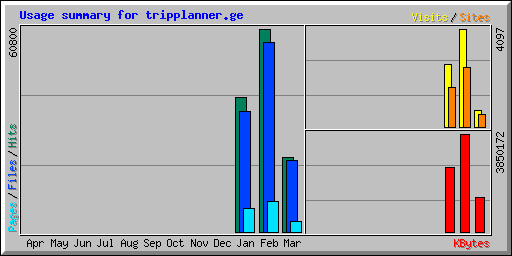 Usage summary for tripplanner.ge
Visits / Sites
60800
4097
3850172
Pages / Files / Hits
Apr May Jun Jul Aug Sep Oct Nov Dec Jan Feb Mar
KBytes